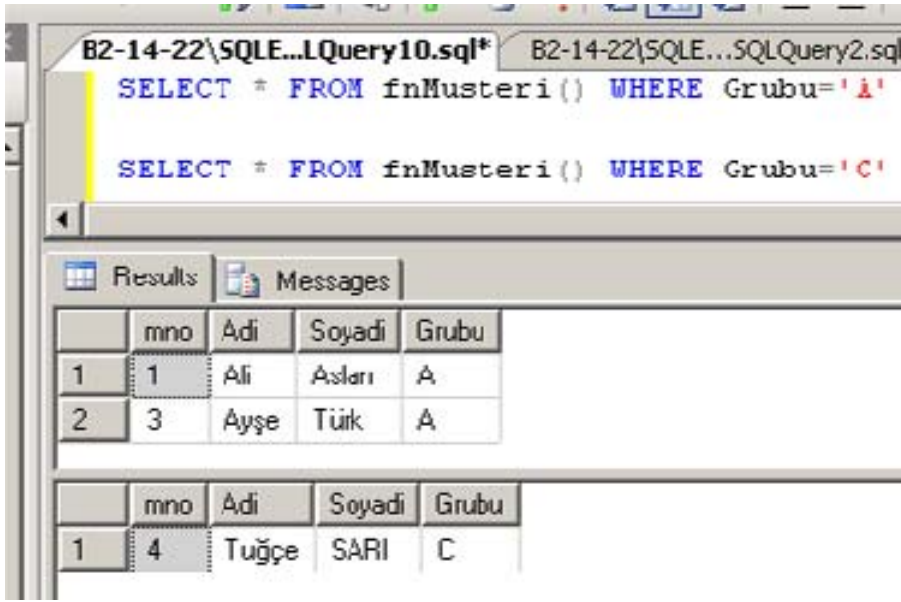 B2-14-22\SQLE...LQuery10.sql* B2-14-22\SQLE...SQLQuery2.sql
SELECT * FROM fnMusteri() WHERE Grubu='A'
SELECT * FROM fnMusteri() WHERE Grubu='C'
Results Messages
mno Adi Soyadi Grubu
1 1 Ali Aslan A
2 3 Ayşe Türk A
mno Adi Soyadi Grubu
1 4 Tuğçe SARI C